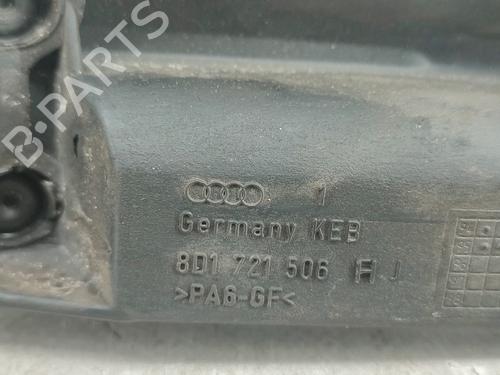 B-PARTS
1
Germany KEB
8D1 721 506 H J
>PA6-GF<